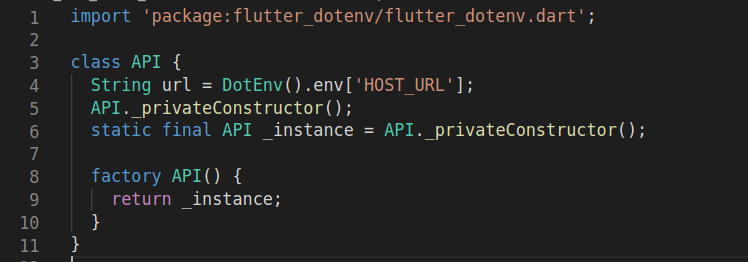 1 import 'package:flutter_dotenv/flutter_dotenv.dart';
2
3 class API {
4   String url = DotEnv().env['HOST_URL'];
5   API._privateConstructor();
6   static final API _instance = API._privateConstructor();
7
8   factory API() {
9     return _instance;
10   }
11 }